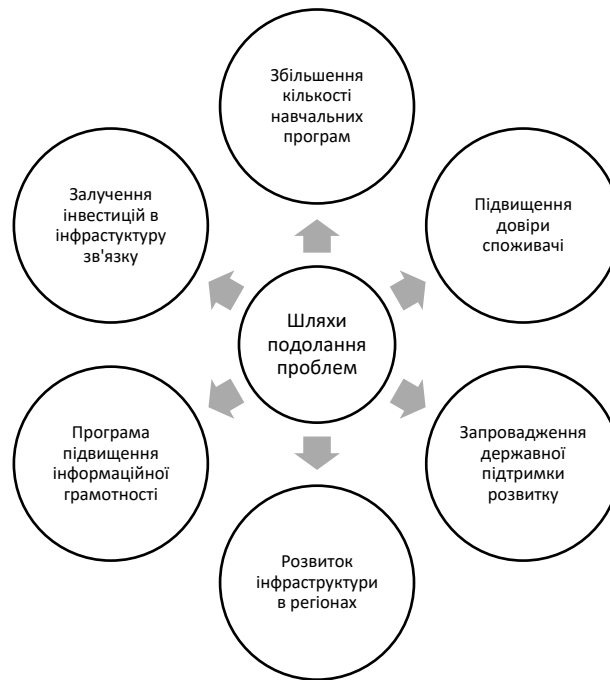 Збільшення
кількості
навчальних
програм
Підвищення
довіри
споживачі
Запровадження
державної
підтримки
розвитку
Розвиток
інфраструктури
в регіонах
Програма
підвищення
інформаційної
грамотності
Залучення
інвестицій в
інфрастуктуру
зв'язку
Шляхи
подолання
проблем